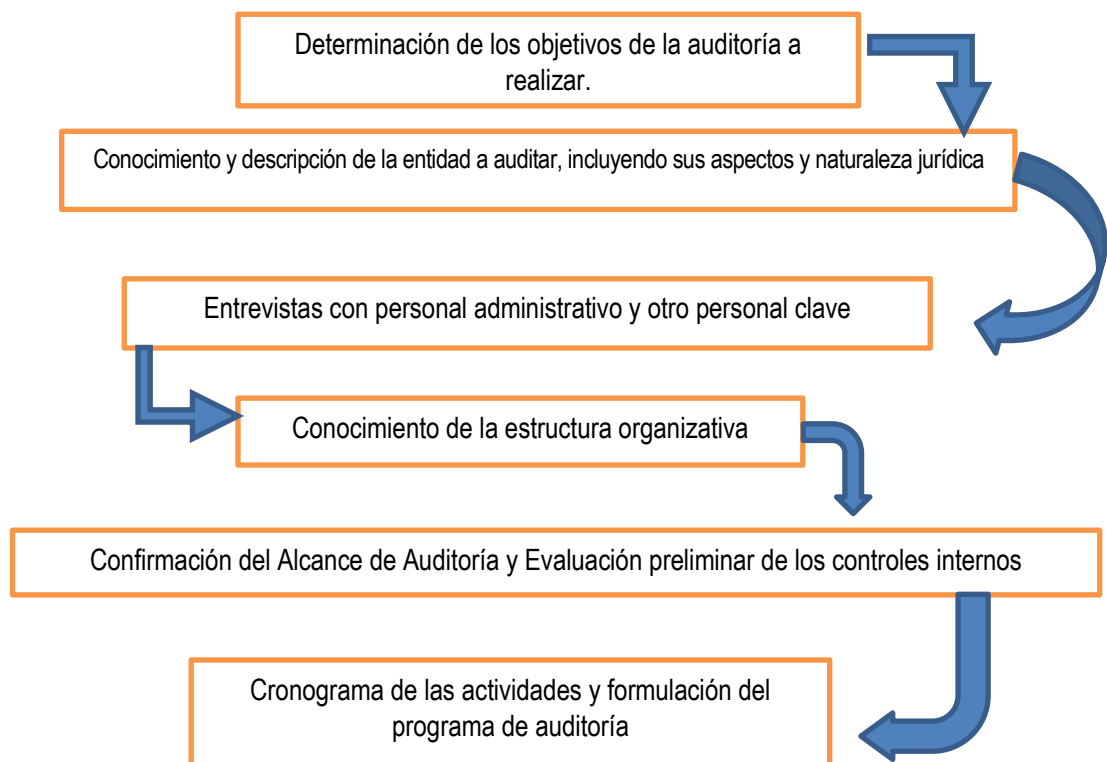 Determinación de los objetivos de la auditoría a
realizar.
Conocimiento y descripción de la entidad a auditar, incluyendo sus aspectos y naturaleza jurídica
Entrevistas con personal administrativo y otro personal clave
Conocimiento de la estructura organizativa
Confirmación del Alcance de Auditoría y Evaluación preliminar de los controles internos
Cronograma de las actividades y formulación del
programa de auditoría